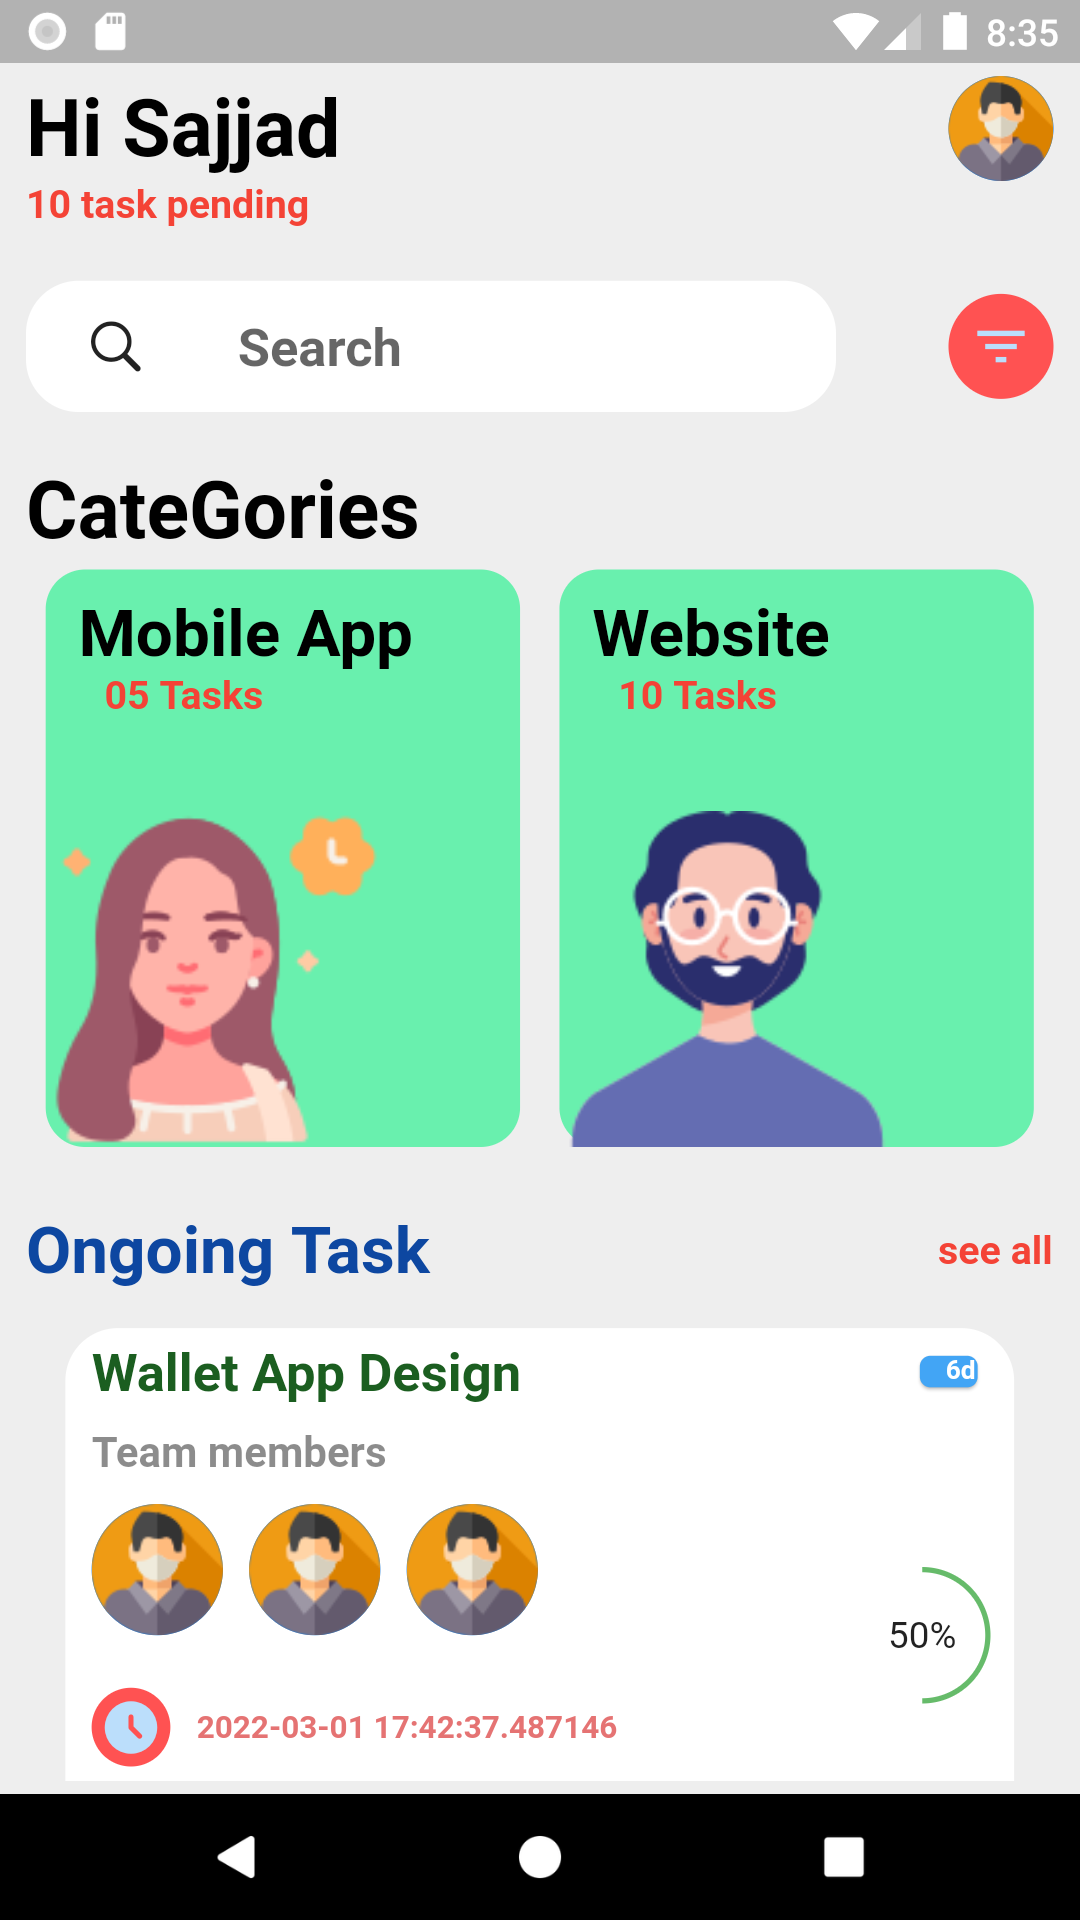 8:35
Hi Sajjad
10 task pending
Search
CateGories
Mobile App
05 Tasks
Website
10 Tasks
Ongoing Task
see all
Wallet App Design
6d
Team members
50%
2022-03-01 17:42:37.487146